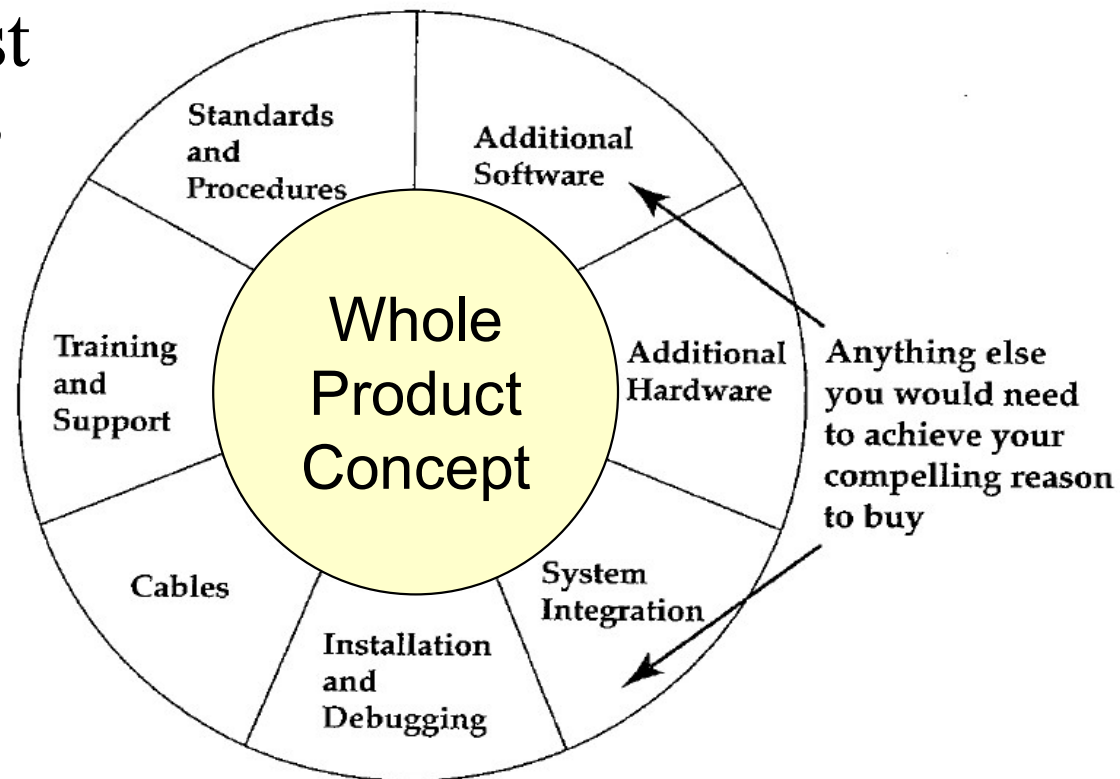 st
Standards
and
Procedures
Additional
Software
Training
and
Support
Whole
Product
Concept
Additional
Hardware
Anything else
you would need
to achieve your
compelling reason
to buy
Cables
System
Integration
Installation
and
Debugging